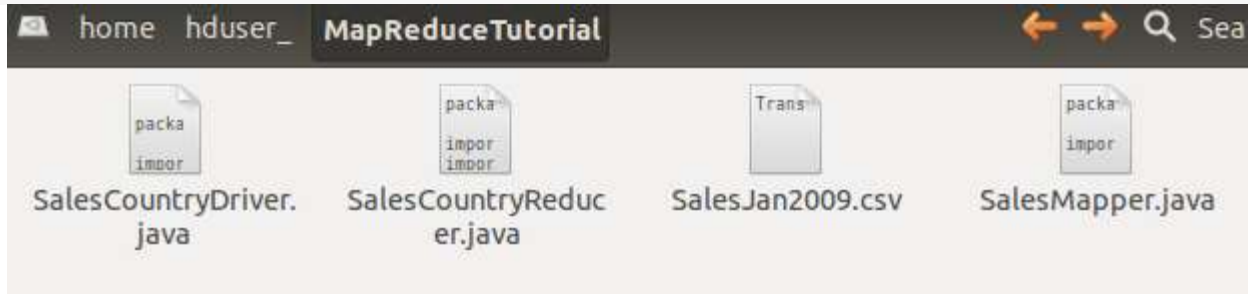 home hduser_ MapReduceTutorial Sea
packa
impor
packa
impor
impor
Trans
packa
impor
SalesCountryDriver.
java
SalesCountryReduc
er.java
SalesJan2009.csv
SalesMapper.java